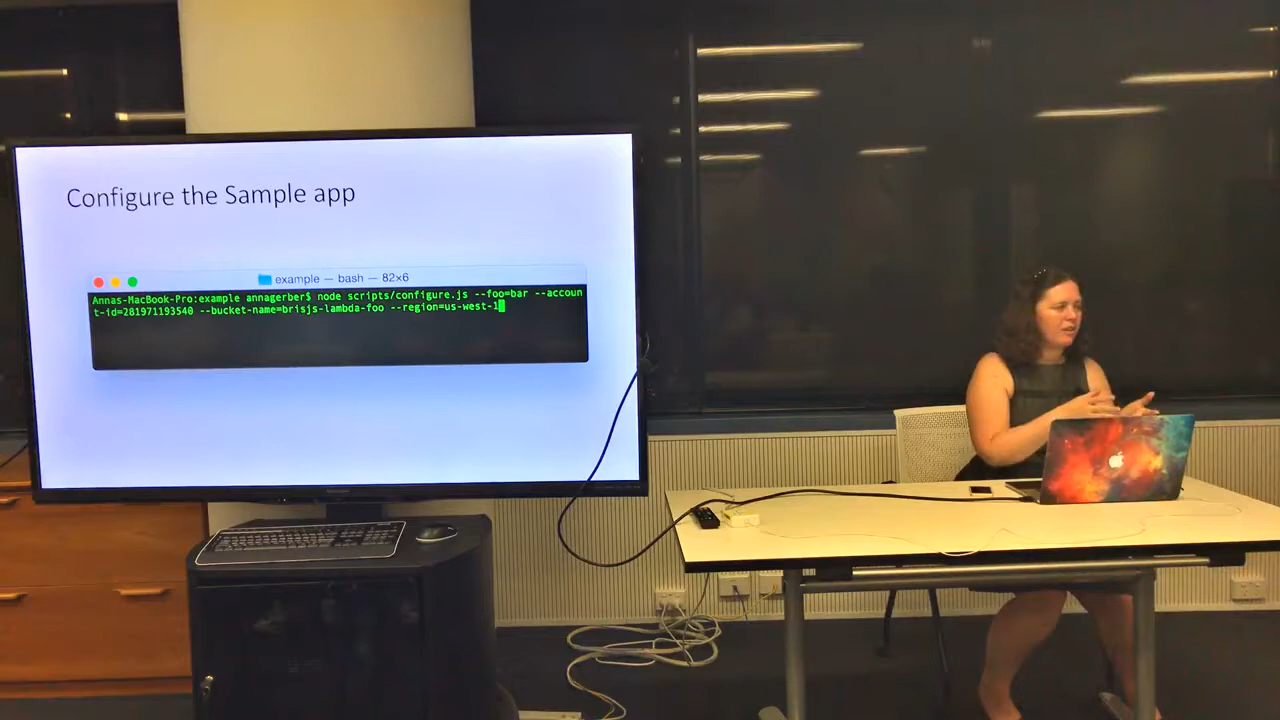 Configure the Sample app
example — bash — 82×6
Annas-MacBook-Pro:example annagerber$ node scripts/configure.js --foo=bar --accoun
t-id=281971193540 --bucket-name=brisjs-lambda-foo --region=us-west-1